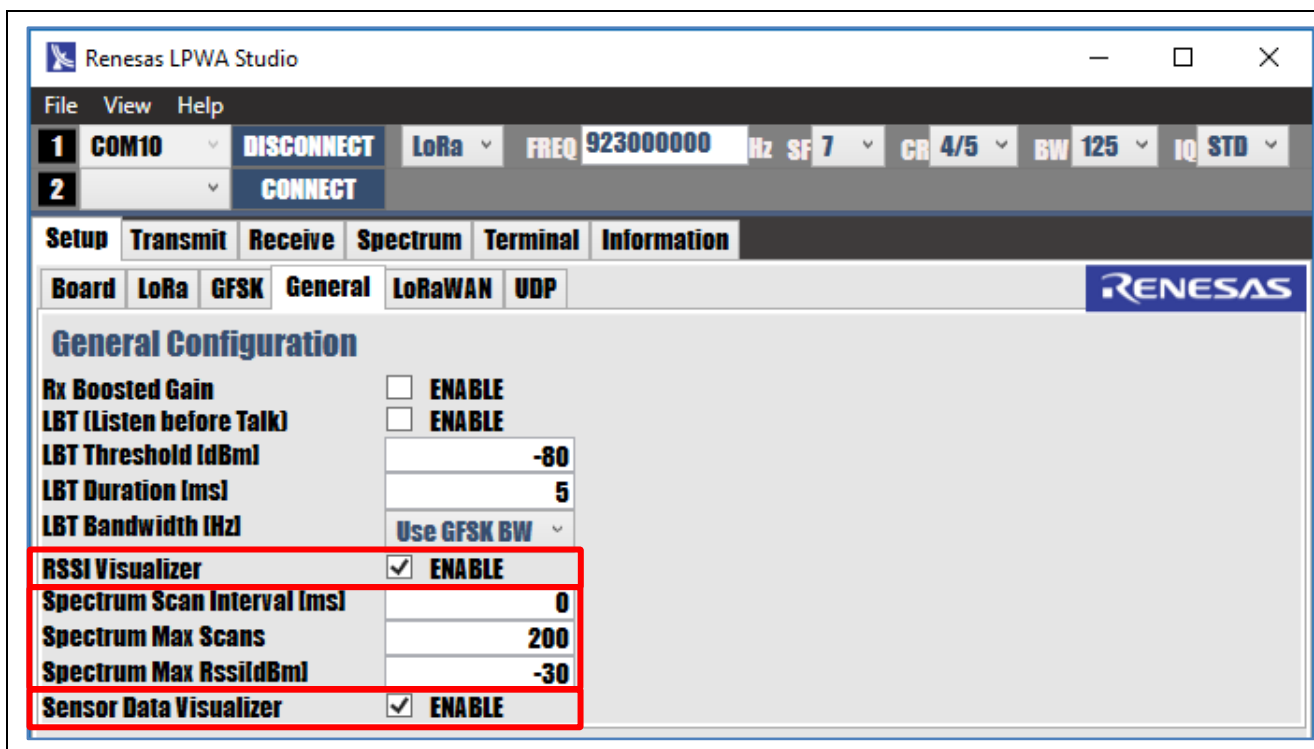 Renesas LPWA Studio
File View Help
1 COM10 DISCONNECT LoRa FREQ 923000000 Hz SF 7 CR 4/5 BW 125 IQ STD
2 CONNECT
Setup Transmit Receive Spectrum Terminal Information
Board LoRa GFSK General LoRaWAN UDP RENESAS
General Configuration
Rx Boosted Gain ENABLE
LBT (Listen before Talk) ENABLE
LBT Threshold [dBm] -80
LBT Duration [ms] 5
LBT Bandwidth [Hz] Use GFSK BW
RSSI Visualizer ENABLE
Spectrum Scan Interval [ms] 0
Spectrum Max Scans 200
Spectrum Max Rssi[dBm] -30
Sensor Data Visualizer ENABLE